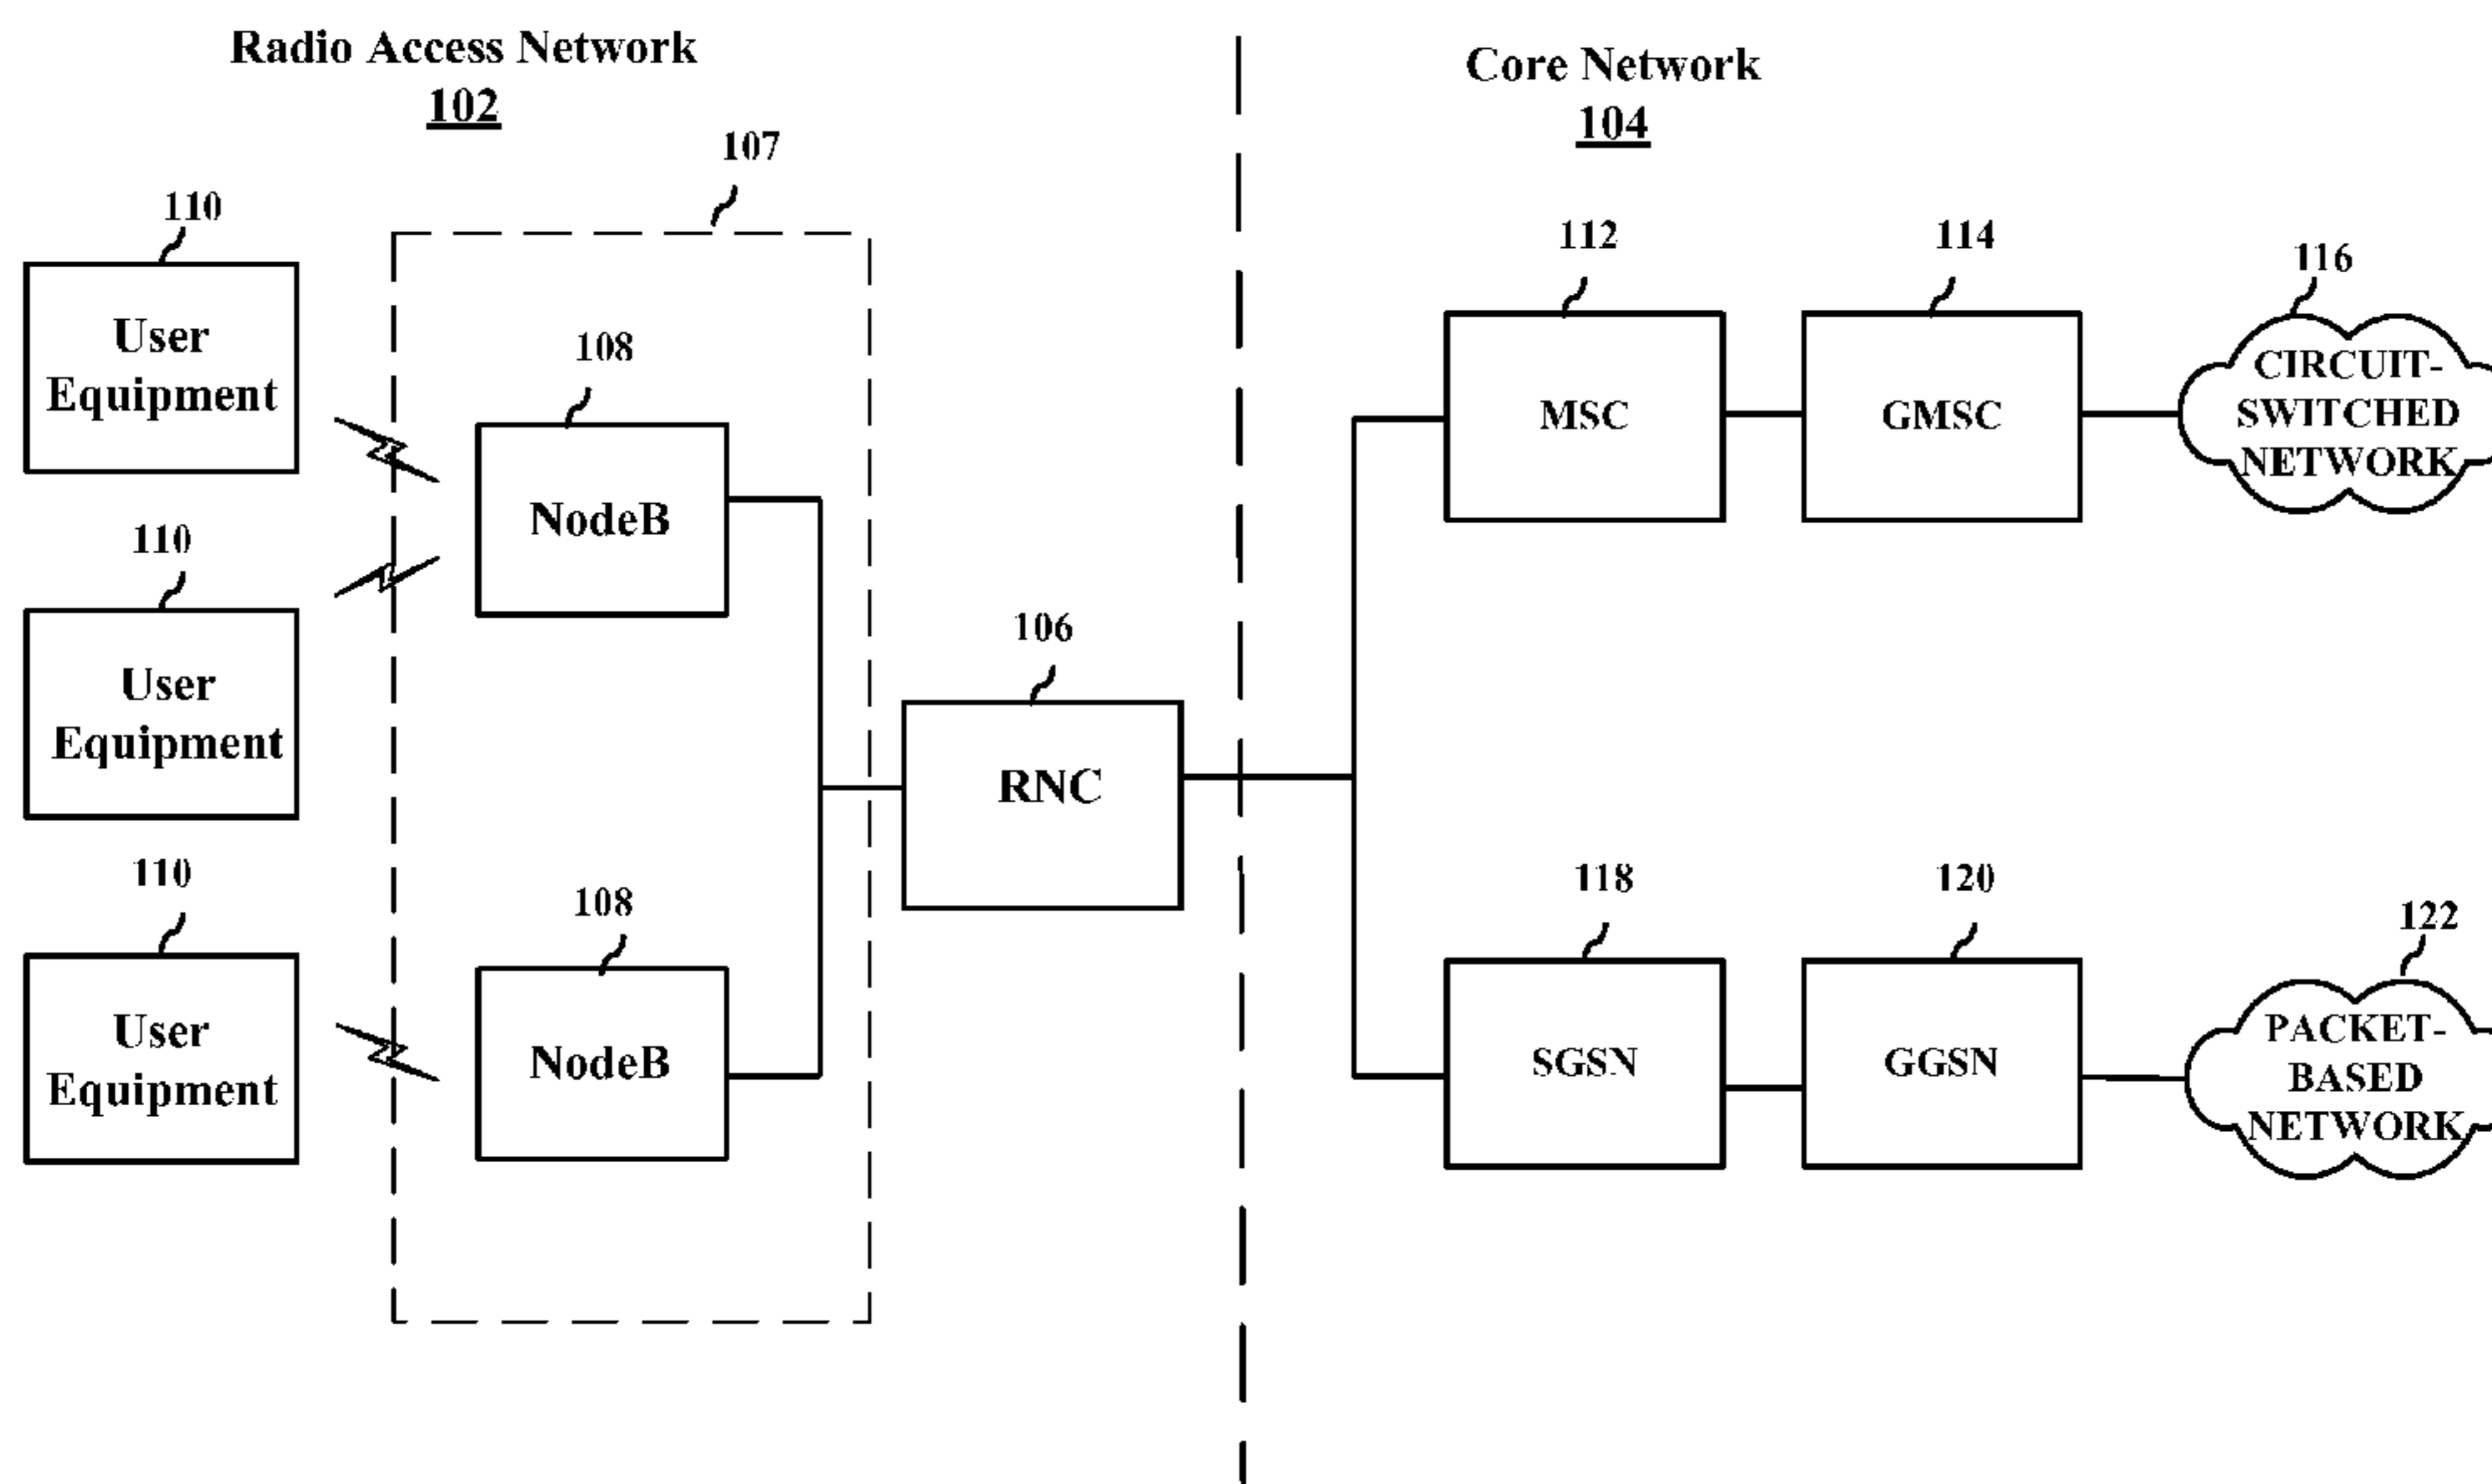 Radio Access Network
102
Core Network
104
107
110
User
Equipment
108
NodeB
110
User
Equipment
106
RNC
110
User
Equipment
108
NodeB
112
MSC
114
GMSC
116
CIRCUIT-
SWITCHED
NETWORK
118
SGSN
120
GGSN
122
PACKET-
BASED
NETWORK